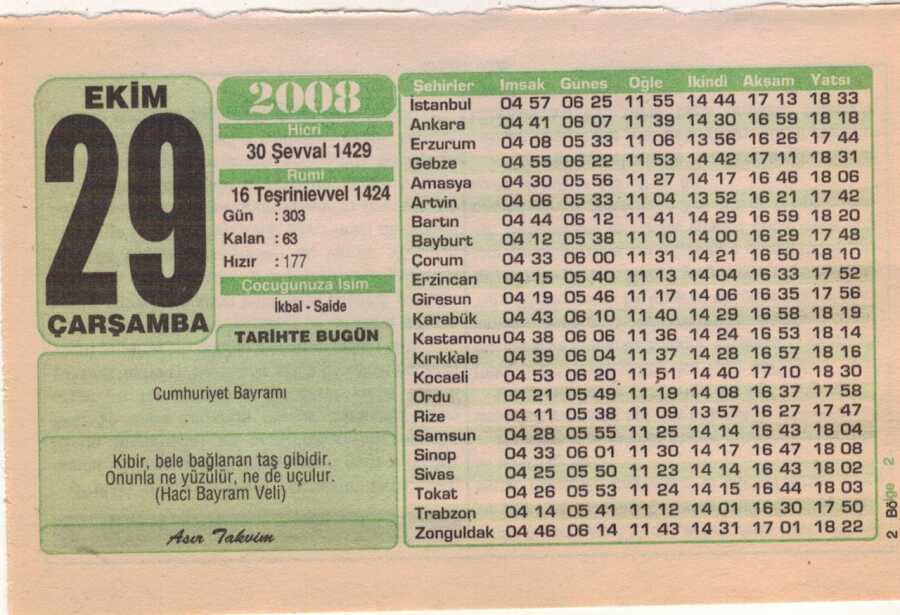 EKİM
29
ÇARŞAMBA
2008
Hicri
30 Şevval 1429
Rumi
16 Teşrinievvel 1424
Gün : 303
Kalan : 63
Hızır : 177
Çocuğunuza İsim
İkbal - Saide
TARİHTE BUGÜN
Cumhuriyet Bayramı
Kibir, bele bağlanan taş gibidir.
Onunla ne yüzülür, ne de uçulur.
(Hacı Bayram Veli)
Asır Takvim
Şehirler İmsak Güneş Öğle İkindi Akşam Yatsı
İstanbul 04 57 06 25 11 55 14 44 17 13 18 33
Ankara 04 41 06 07 11 39 14 30 16 59 18 18
Erzurum 04 08 05 33 11 06 13 56 16 26 17 44
Gebze 04 55 06 22 11 53 14 42 17 11 18 31
Amasya 04 30 05 56 11 27 14 17 16 46 18 06
Artvin 04 06 05 33 11 04 13 52 16 21 17 42
Bartın 04 44 06 12 11 41 14 29 16 59 18 20
Bayburt 04 12 05 38 11 10 14 00 16 29 17 48
Çorum 04 33 06 00 11 31 14 21 16 50 18 10
Erzincan 04 15 05 40 11 13 14 04 16 33 17 52
Giresun 04 19 05 46 11 17 14 06 16 35 17 56
Karabük 04 43 06 10 11 40 14 29 16 58 18 19
Kastamonu 04 38 06 06 11 36 14 24 16 53 18 14
Kırıkkale 04 39 06 04 11 37 14 28 16 57 18 16
Kocaeli 04 53 06 20 11 51 14 40 17 10 18 30
Ordu 04 21 05 49 11 19 14 08 16 37 17 58
Rize 04 11 05 38 11 09 13 57 16 27 17 47
Samsun 04 28 05 55 11 25 14 14 16 43 18 04
Sinop 04 33 06 01 11 30 14 17 16 47 18 08
Sivas 04 25 05 50 11 23 14 14 16 43 18 02
Tokat 04 26 05 53 11 24 14 15 16 44 18 03
Trabzon 04 14 05 41 11 12 14 01 16 30 17 50
Zonguldak 04 46 06 14 11 43 14 31 17 01 18 22
2 Bölge 2